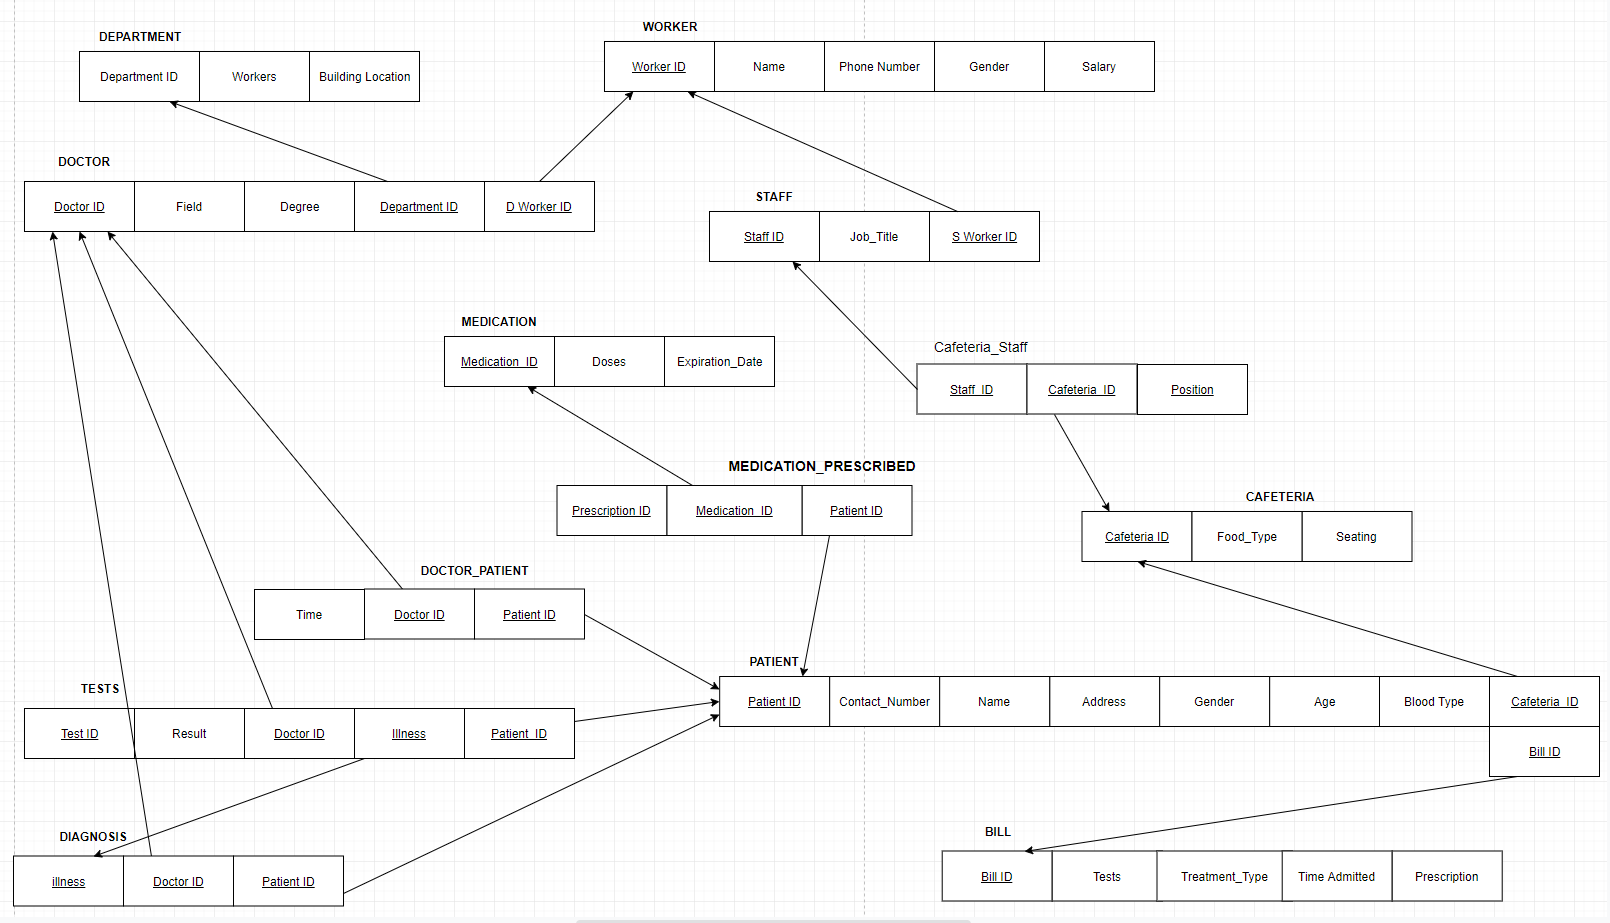 DEPARTMENT
Department ID Workers Building Location
WORKER
Worker ID Name Phone Number Gender Salary
DOCTOR
Doctor ID Field Degree Department ID D Worker ID
STAFF
Staff ID Job_Title S Worker ID
MEDICATION
Medication_ID Doses Expiration_Date
Cafeteria_Staff
Staff_ID Cafeteria_ID Position
MEDICATION_PRESCRIBED
Prescription ID Medication_ID Patient ID
CAFETERIA
Cafeteria ID Food_Type Seating
DOCTOR_PATIENT
Time Doctor ID Patient ID
PATIENT
Patient ID Contact_Number Name Address Gender Age Blood Type Cafeteria_ID
Bill ID
TESTS
Test ID Result Doctor ID Illness Patient_ID
DIAGNOSIS
illness Doctor ID Patient ID
BILL
Bill ID Tests Treatment_Type Time Admitted Prescription